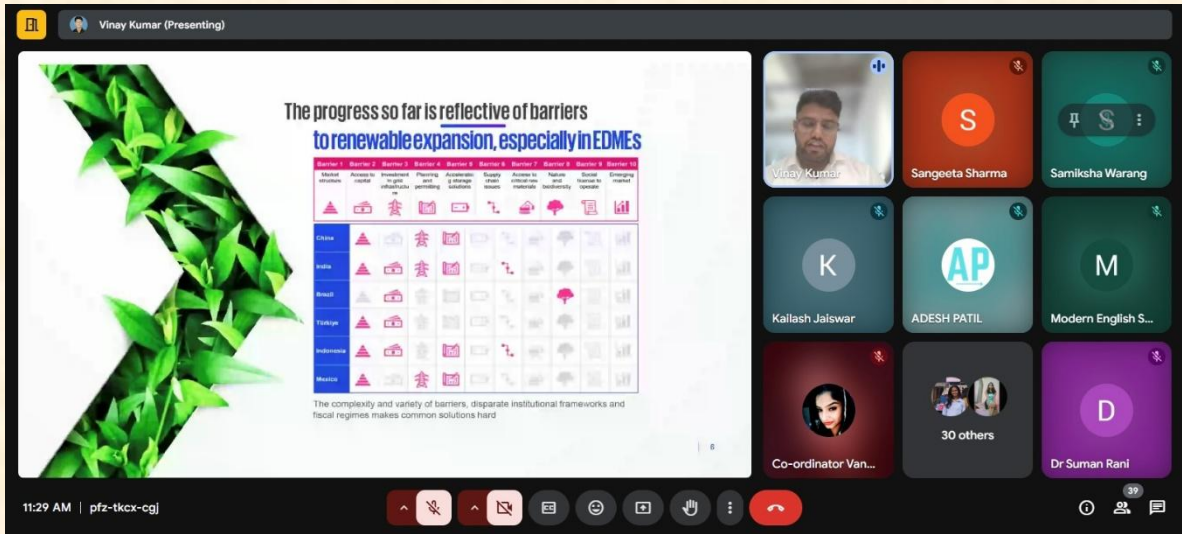 Vinay Kumar (Presenting)
The progress so far is reflective of barriers
to renewable expansion, especially in EDMEs
Barrier 1 Barrier 2 Barrier 3 Barrier 4 Barrier 5 Barrier 6 Barrier 7 Barrier 8 Barrier 9 Barrier 10
Market structure
Access to capital
Investment in grid infrastructure
Planning and permitting
Accelerating storage solutions
Supply chain issues
Access to critical raw materials
Nature and biodiversity
Social license to operate
Emerging market
China
India
Brazil
Türkiye
Indonesia
Mexico
The complexity and variety of barriers, disparate institutional frameworks and
fiscal regimes makes common solutions hard
6
Vinay Kumar
S
Sangeeta Sharma
S
Samiksha Warang
K
Kailash Jaiswar
AP
ADESH PATIL
M
Modern English S...
Co-ordinator Van...
30 others
D
Dr Suman Rani
11:29 AM | pfz-tkcx-cgj
39